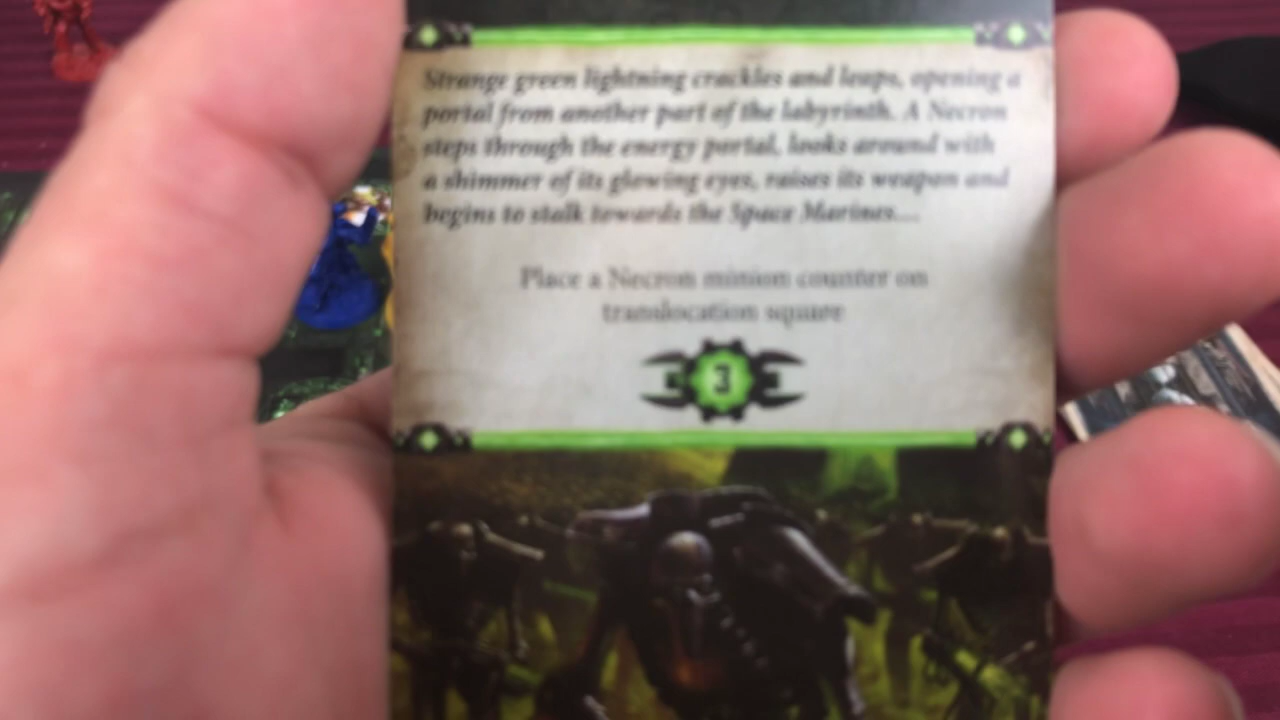 Strange green lightning crackles and leaps, opening a
portal from another part of the labyrinth. A Necron
steps through the energy portal, looks around with
a shimmer of its glowing eyes, raises its weapon and
begins to stalk towards the Space Marines....
Place a Necron minion counter on
translocation square
3